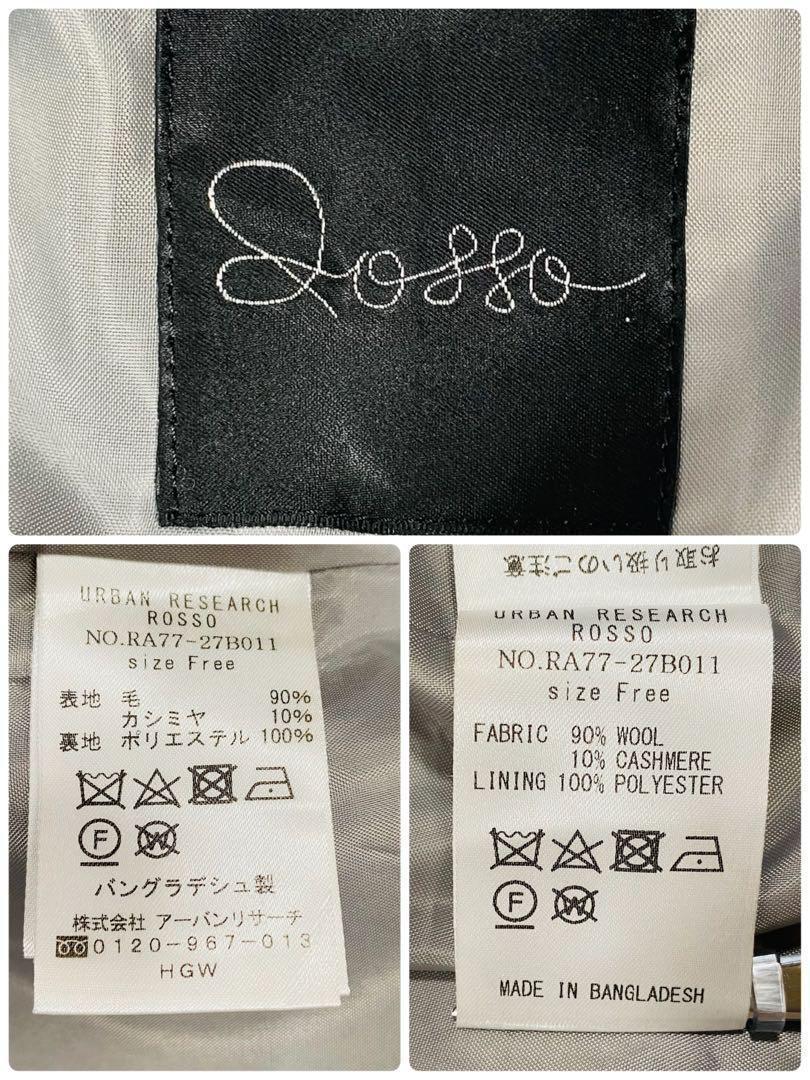 Rosso
URBAN RESEARCH
ROSSO
NO.RA77-27B011
size Free
表地 毛 90%
カシミヤ 10%
裏地 ポリエステル 100%
F
W
バングラデシュ製
株式会社 アーバンリサーチ
0120-967-013
HGW
お取り扱いのご注意
URBAN RESEARCH
ROSSO
NO.RA77-27B011
size Free
FABRIC 90% WOOL
10% CASHMERE
LINING 100% POLYESTER
F
W
MADE IN BANGLADESH